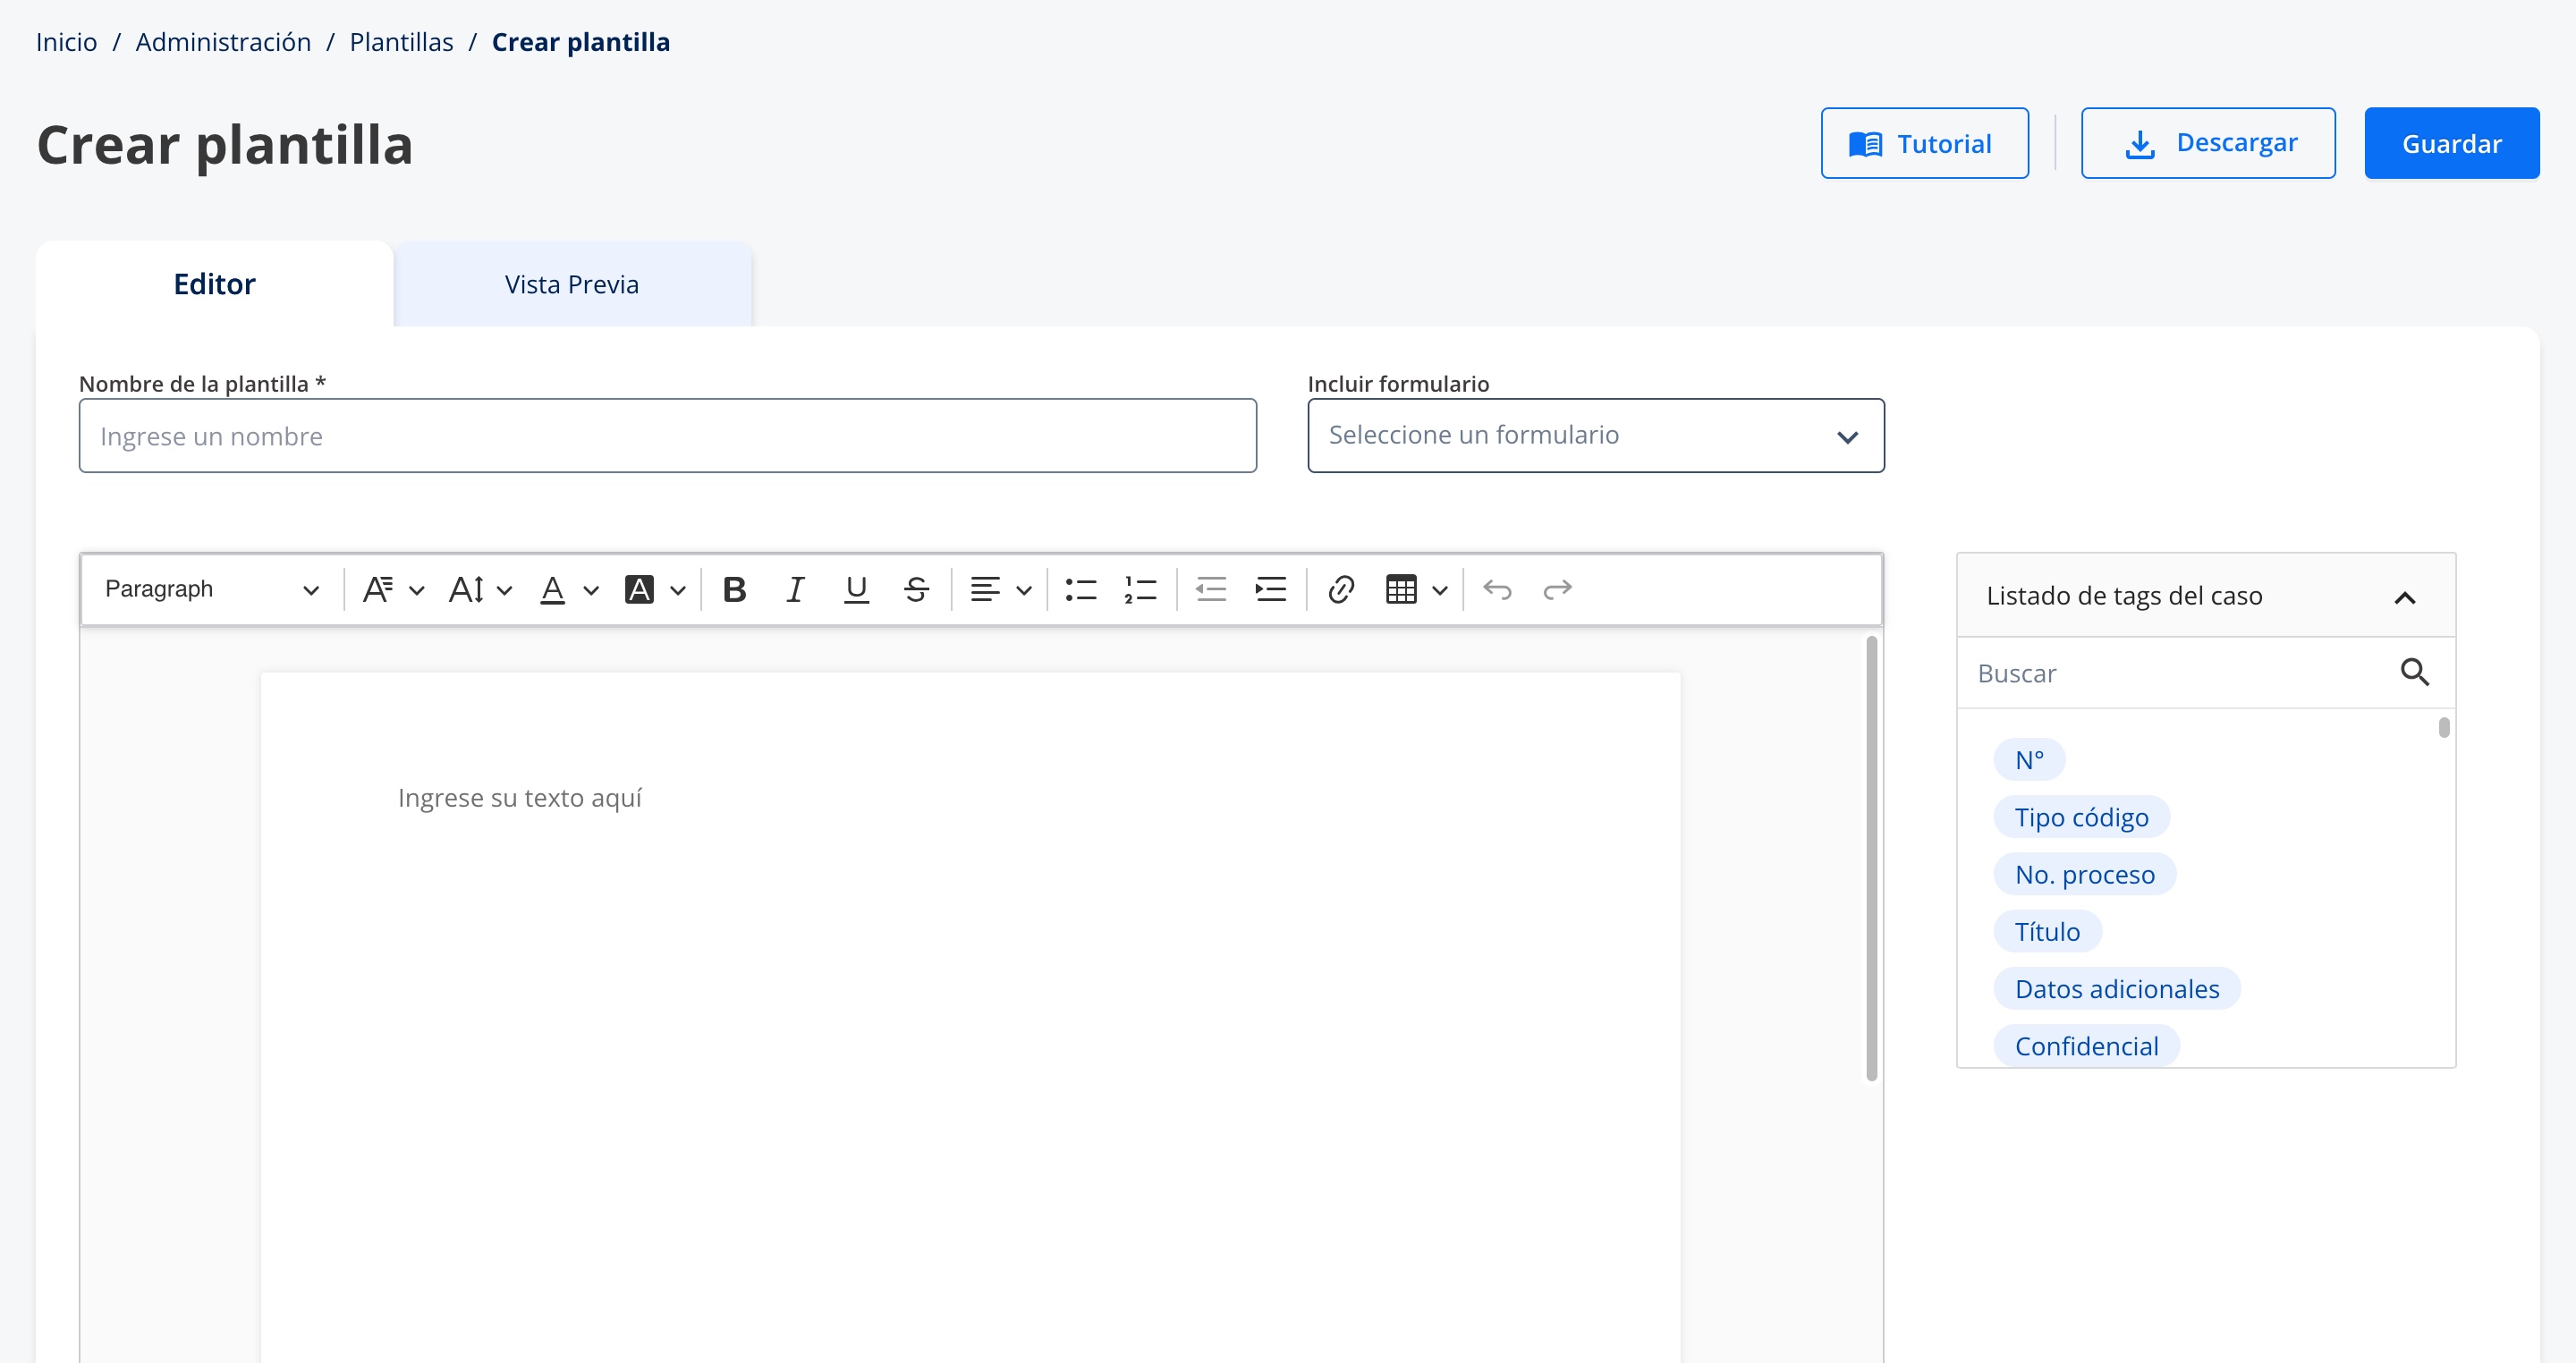 Inicio / Administración / Plantillas / Crear plantilla
Crear plantilla
Tutorial
Descargar
Guardar
Editor
Vista Previa
Nombre de la plantilla *
Incluir formulario
Ingrese un nombre
Seleccione un formulario
Paragraph
Listado de tags del caso
Buscar
Ingrese su texto aquí
N°
Tipo código
No. proceso
Título
Datos adicionales
Confidencial